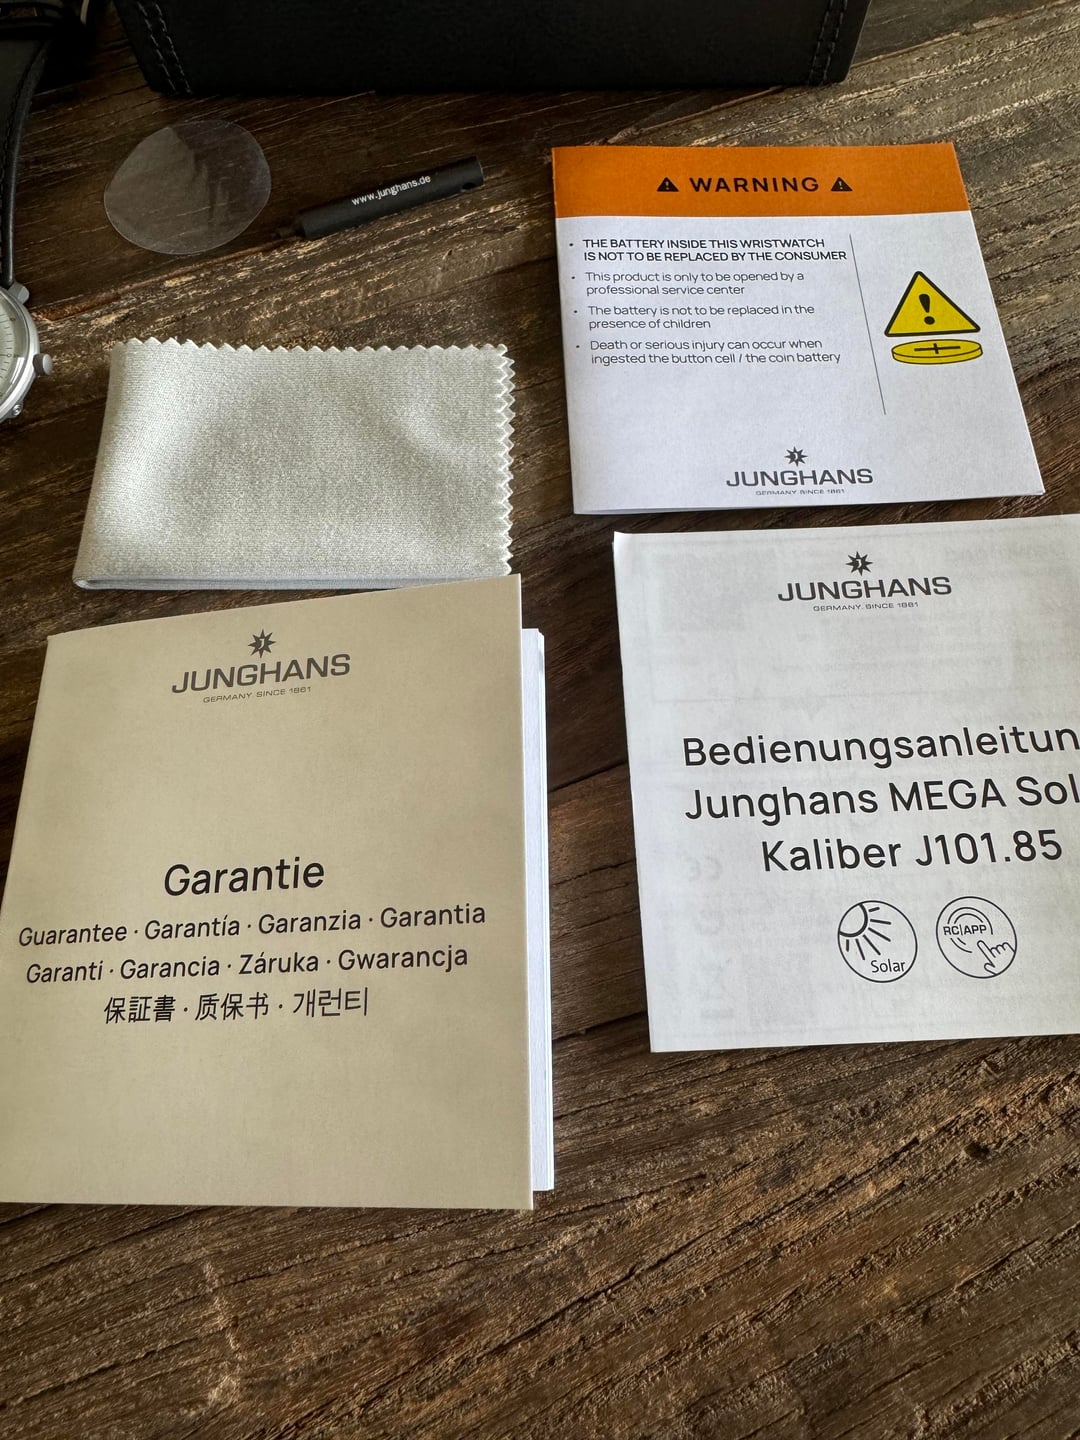 www.junghans.de
WARNING
• THE BATTERY INSIDE THIS WRISTWATCH
IS NOT TO BE REPLACED BY THE CONSUMER
• This product is only to be opened by a
professional service center
• The battery is not to be replaced in the
presence of children
• Death or serious injury can occur when
ingested the button cell / the coin battery
JUNGHANS
GERMANY. SINCE 1861
JUNGHANS
GERMANY. SINCE 1861
Garantie
Guarantee · Garantía · Garanzia · Garantia
Garanti · Garancia · Záruka · Gwarancja
保証書 · 质保书 · 개런티
JUNGHANS
GERMANY. SINCE 1861
Bedienungsanleitun
Junghans MEGA Sol
Kaliber J101.85
Solar
RC|APP